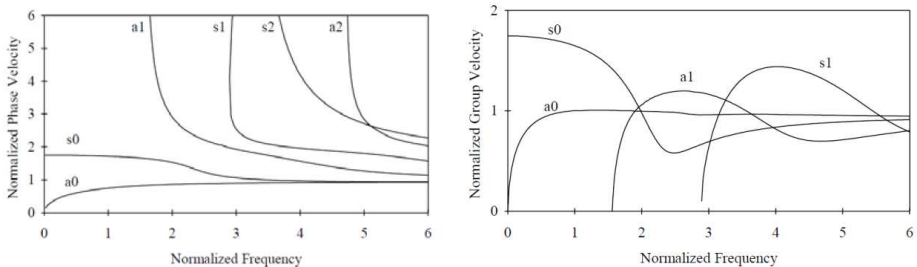 6
a1
s1
s2
a2
5
4
3
2
s0
1
a0
0
0
1
2
3
4
5
6
Normalized Phase Velocity
Normalized Frequency
2
s0
s1
a1
1
a0
0
0
1
2
3
4
5
6
Normalized Group Velocity
Normalized Frequency